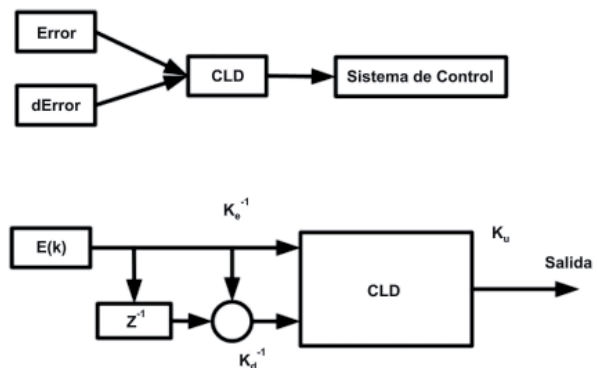 Error
CLD
Sistema de Control
dError
K_e^-1
K_u
E(k)
Salida
CLD
Z^-1
K_d^-1